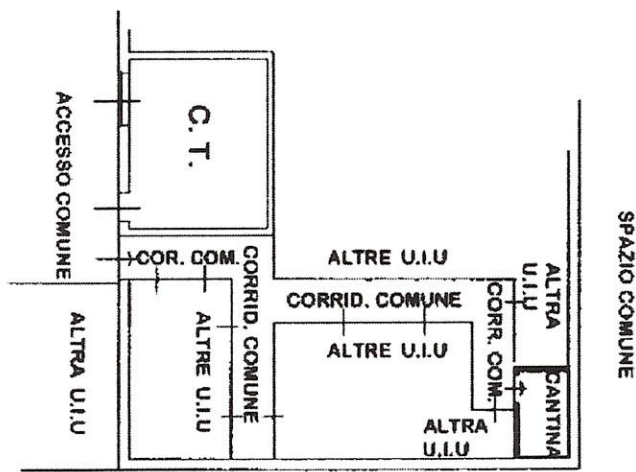 C. T.
ACCESSO COMUNE
COR. COM.
CORRID. COMUNE
ALTRE U.I.U
CORRID. COMUNE
ALTRE U.I.U
CORR. COM.
ALTRA
U.I.U
SPAZIO COMUNE
CANTINA
ALTRA
U.I.U
ALTRE U.I.U
ALTRA U.I.U